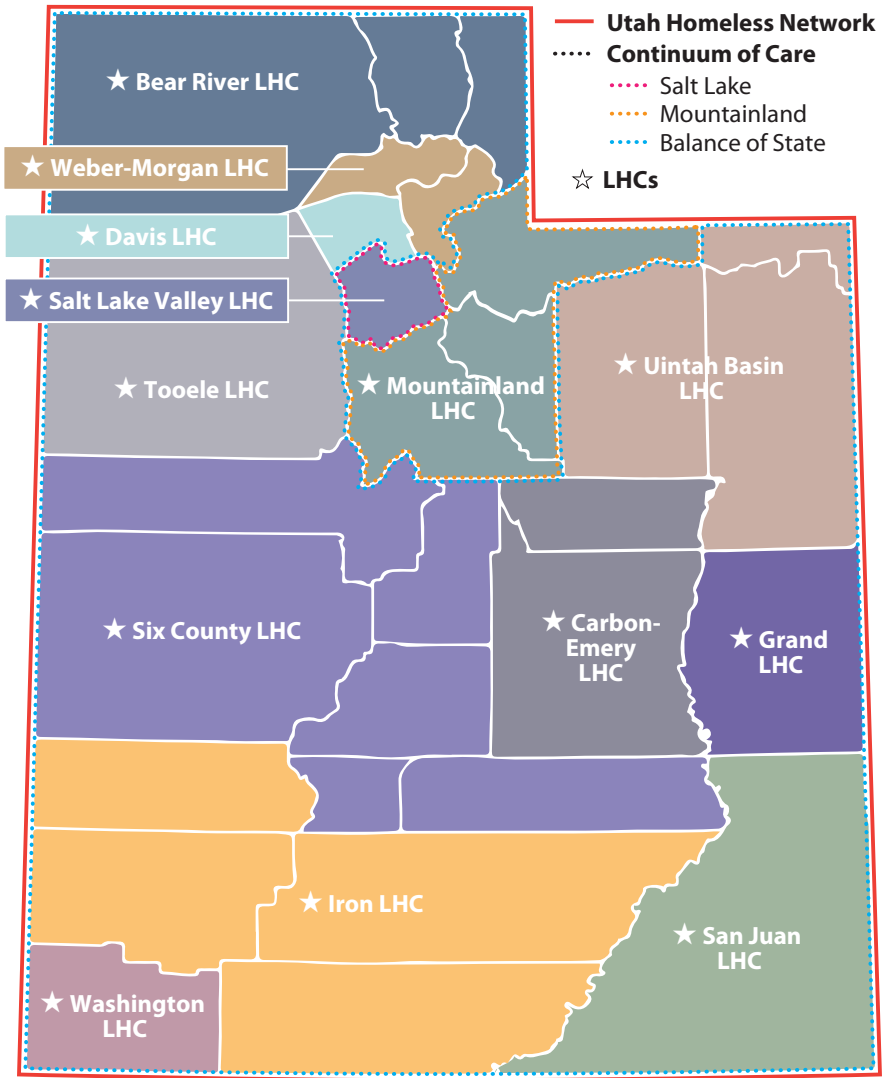 Utah Homeless Network
Continuum of Care
Salt Lake
Mountainland
Balance of State
☆ LHCs
★ Bear River LHC
★ Weber-Morgan LHC
★ Davis LHC
★ Salt Lake Valley LHC
★ Tooele LHC
★ Mountainland
LHC
★ Uintah Basin
LHC
★ Six County LHC
★ Carbon-
Emery
LHC
★ Grand
LHC
★ Iron LHC
★ San Juan
LHC
★ Washington
LHC